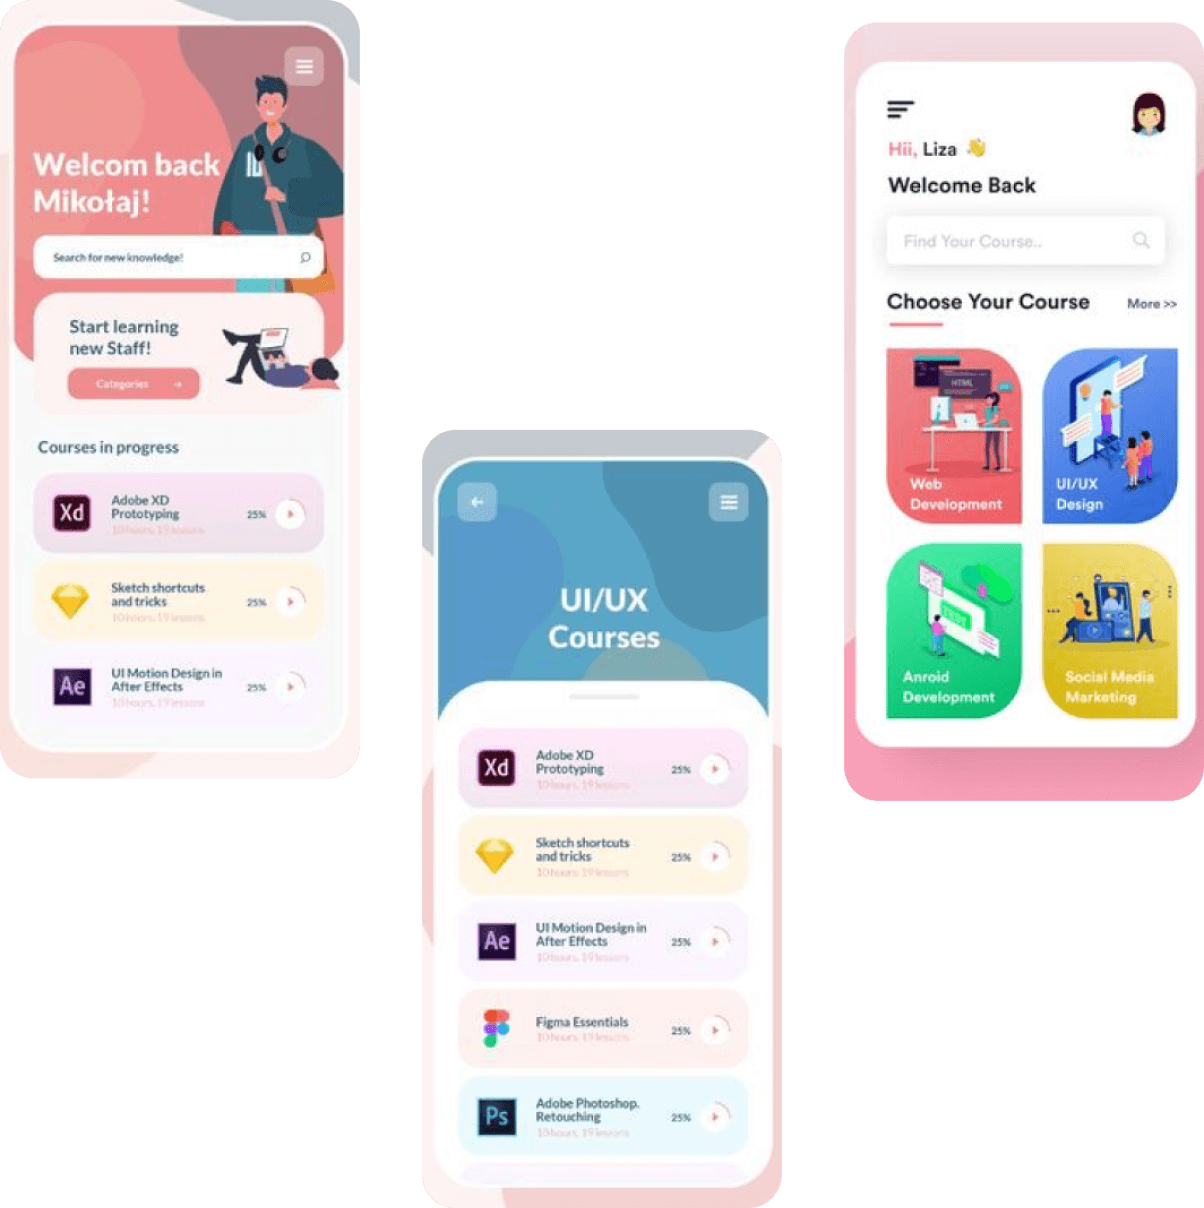 Welcom back
Mikołaj!
Search for new knowledge!
Start learning
new Staff!
Categories →
Courses in progress
Xd
Adobe XD
Prototyping
25%
10 hours, 19 lessons
Sketch shortcuts
and tricks
25%
10 hours, 19 lessons
Ae
UI Motion Design in
After Effects
25%
10 hours, 19 lessons
UI/UX
Courses
Xd
Adobe XD
Prototyping
25%
10 hours, 19 lessons
Sketch shortcuts
and tricks
25%
10 hours, 19 lessons
Ae
UI Motion Design in
After Effects
25%
10 hours, 19 lessons
Figma Essentials
25%
10 hours, 19 lessons
Ps
Adobe Photoshop.
Retouching
25%
10 hours, 19 lessons
Hii, Liza 👋
Welcome Back
Find Your Course..
Choose Your Course
More >>
HTML
Web
Development
UI/UX
Design
Anroid
Development
Social Media
Marketing